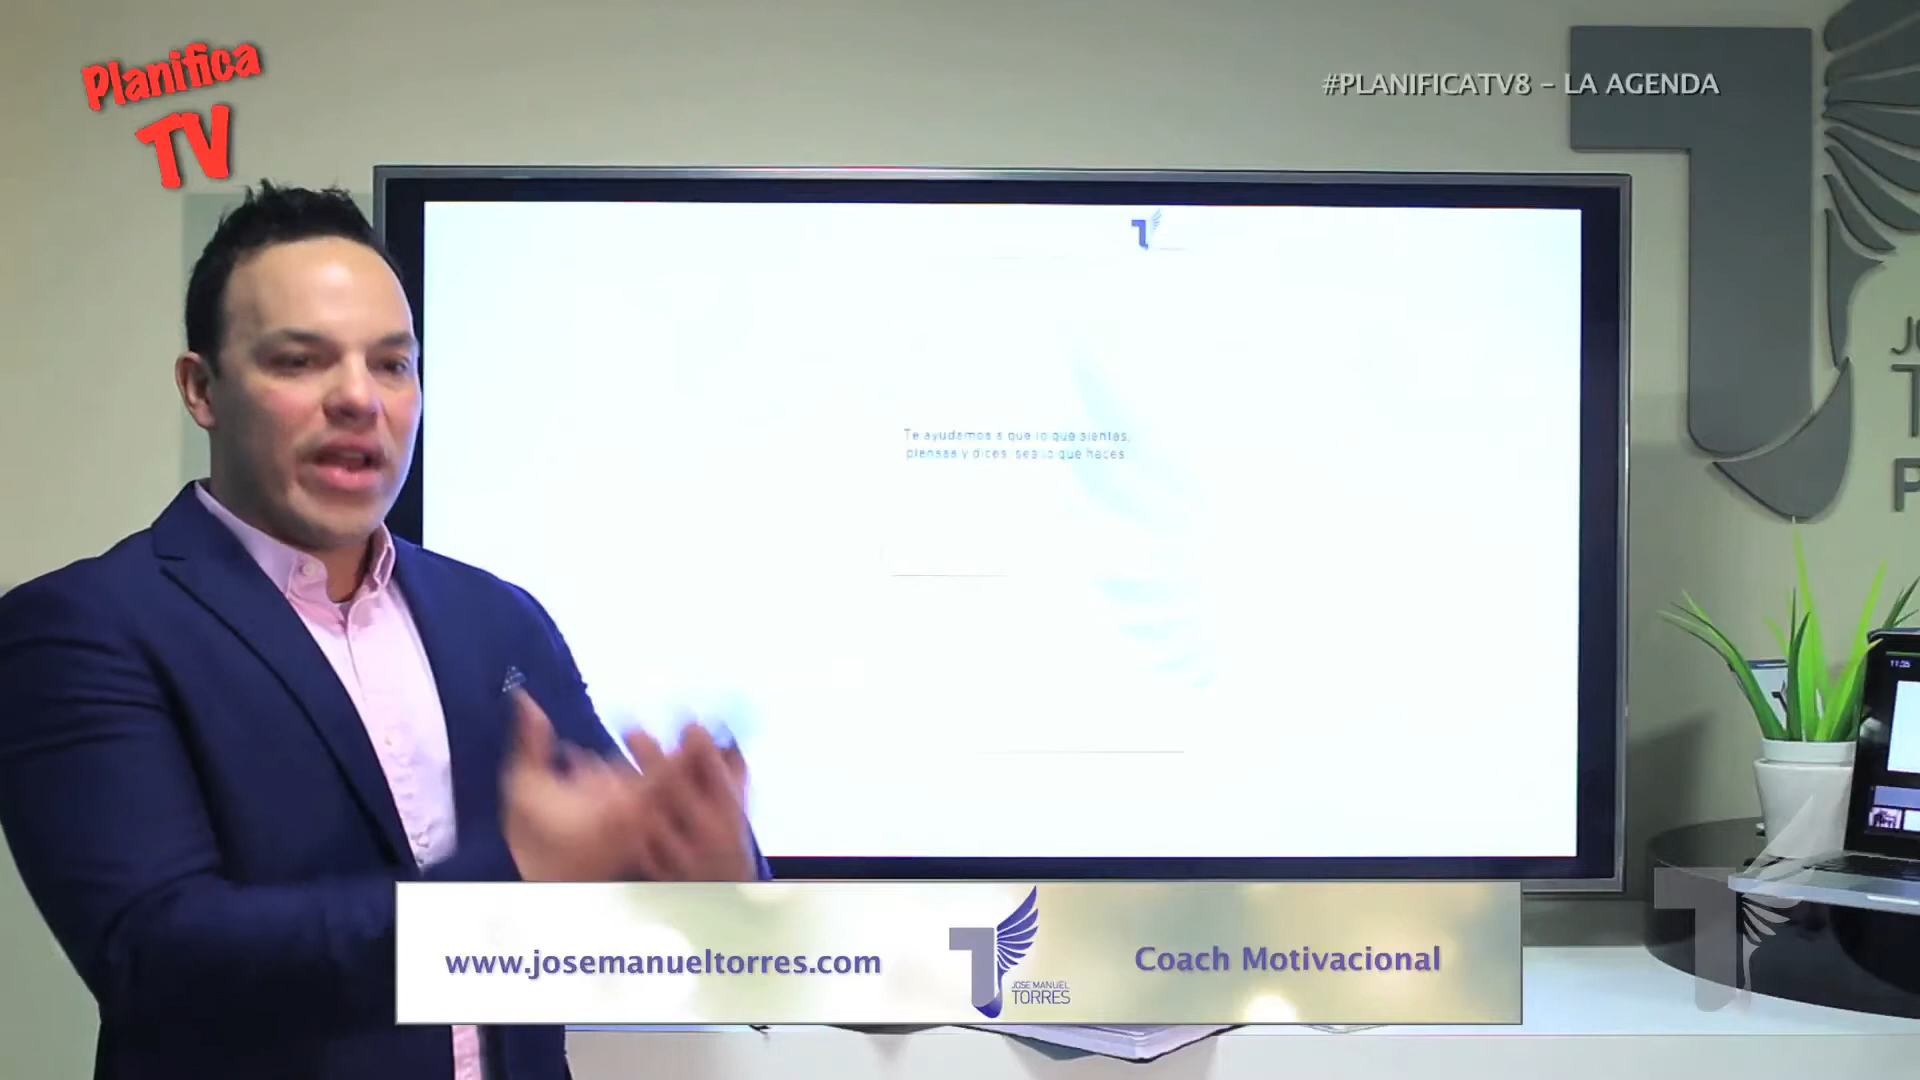 Planifica
TV
#PLANIFICATV8 – LA AGENDA
Te ayudamos a que lo que sientes,
piensas y dices, sea lo que haces.
www.josemanueltorres.com
JOSE MANUEL
TORRES
Coach Motivacional